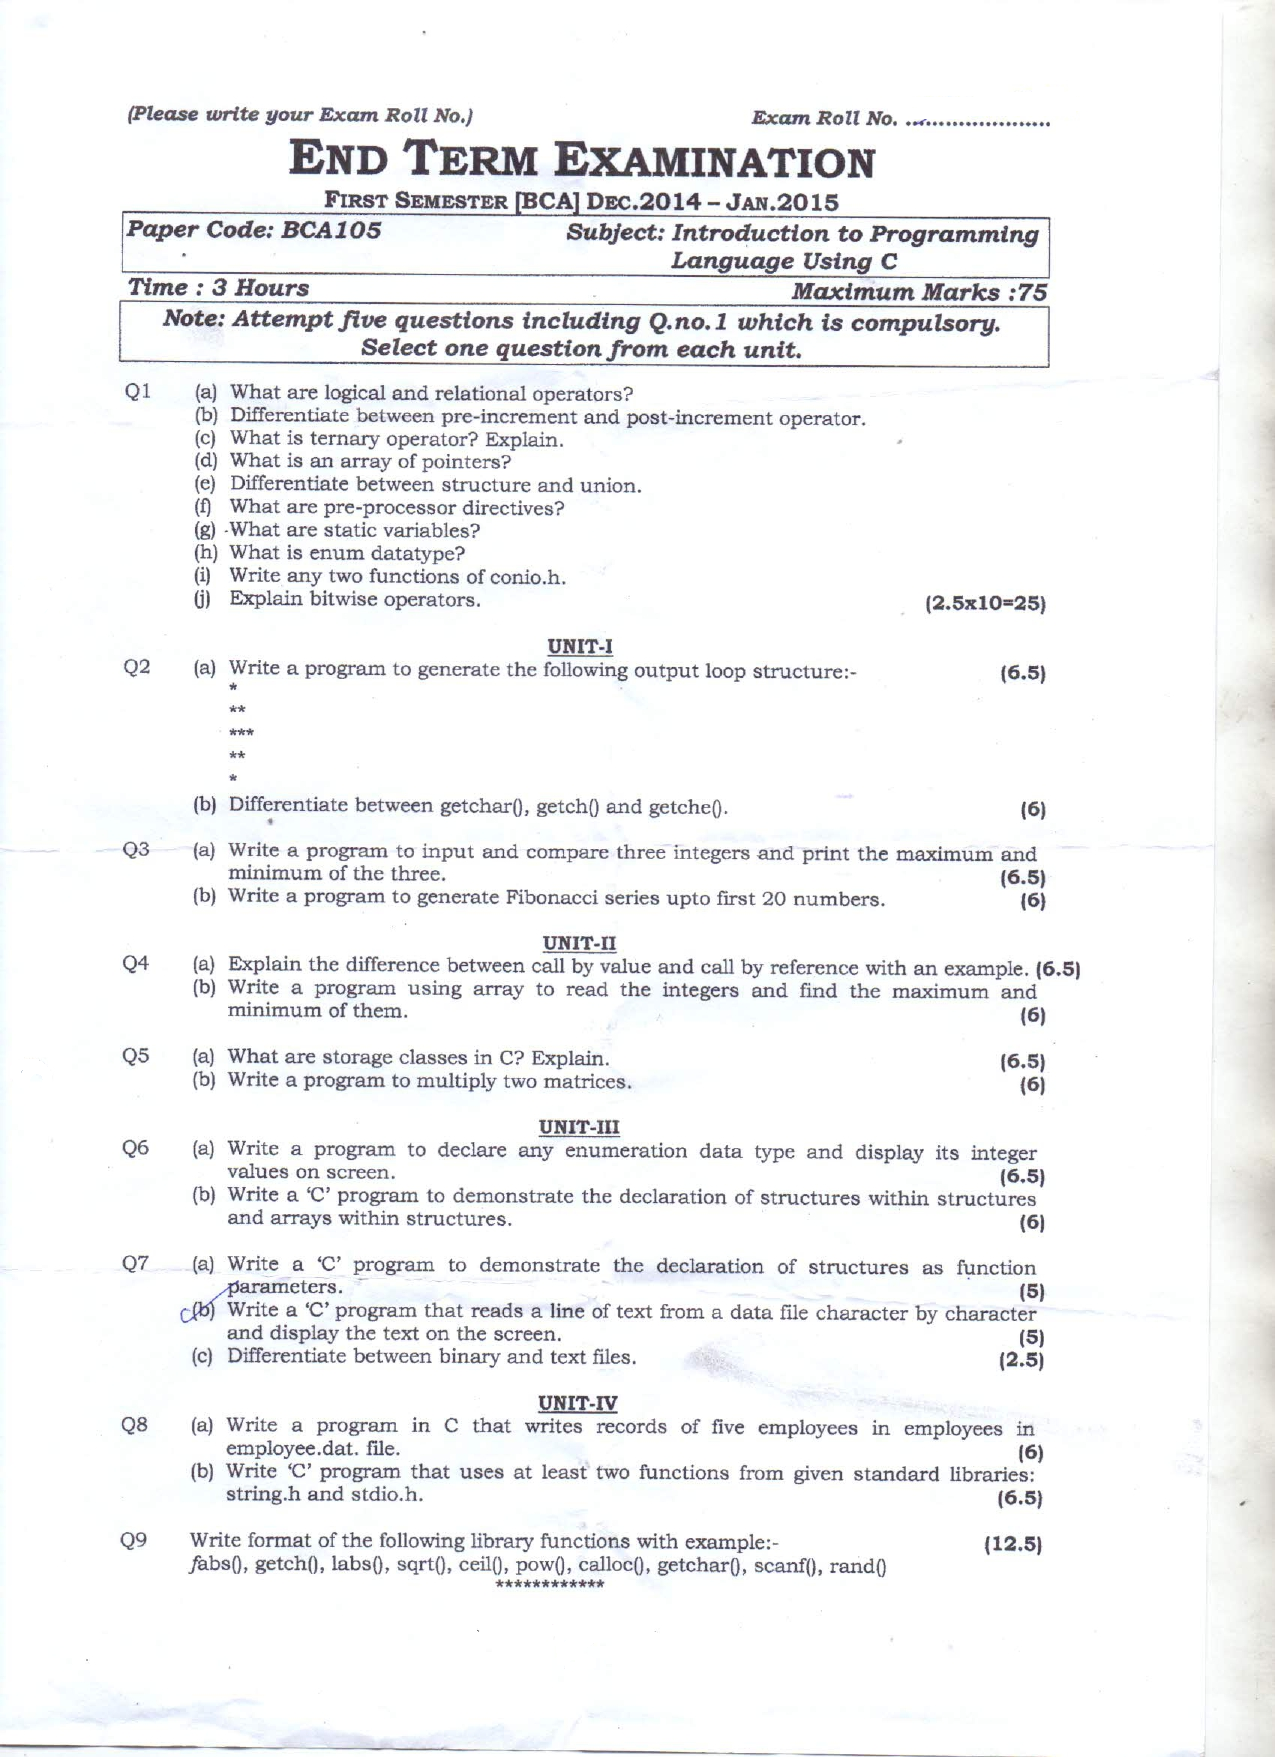 (Please write your Exam Roll No.) Exam Roll No. ......................
END TERM EXAMINATION
FIRST SEMESTER [BCA] DEC.2014 – JAN.2015
Paper Code: BCA105 Subject: Introduction to Programming
Language Using C
Time : 3 Hours Maximum Marks :75
Note: Attempt five questions including Q.no.1 which is compulsory.
Select one question from each unit.
Q1 (a) What are logical and relational operators?
(b) Differentiate between pre-increment and post-increment operator.
(c) What is ternary operator? Explain.
(d) What is an array of pointers?
(e) Differentiate between structure and union.
(f) What are pre-processor directives?
(g) What are static variables?
(h) What is enum datatype?
(i) Write any two functions of conio.h.
(j) Explain bitwise operators. (2.5x10=25)
UNIT-I
Q2 (a) Write a program to generate the following output loop structure:- (6.5)
*
**
***
**
*
(b) Differentiate between getchar(), getch() and getche(). (6)
Q3 (a) Write a program to input and compare three integers and print the maximum and
minimum of the three. (6.5)
(b) Write a program to generate Fibonacci series upto first 20 numbers. (6)
UNIT-II
Q4 (a) Explain the difference between call by value and call by reference with an example. (6.5)
(b) Write a program using array to read the integers and find the maximum and
minimum of them. (6)
Q5 (a) What are storage classes in C? Explain. (6.5)
(b) Write a program to multiply two matrices. (6)
UNIT-III
Q6 (a) Write a program to declare any enumeration data type and display its integer
values on screen. (6.5)
(b) Write a ‘C’ program to demonstrate the declaration of structures within structures
and arrays within structures. (6)
Q7 (a) Write a ‘C’ program to demonstrate the declaration of structures as function
parameters. (5)
(b) Write a ‘C’ program that reads a line of text from a data file character by character
and display the text on the screen. (5)
(c) Differentiate between binary and text files. (2.5)
UNIT-IV
Q8 (a) Write a program in C that writes records of five employees in employees in
employee.dat. file. (6)
(b) Write ‘C’ program that uses at least two functions from given standard libraries:
string.h and stdio.h. (6.5)
Q9 Write format of the following library functions with example:- (12.5)
fabs(), getch(), labs(), sqrt(), ceil(), pow(), calloc(), getchar(), scanf(), rand()
************